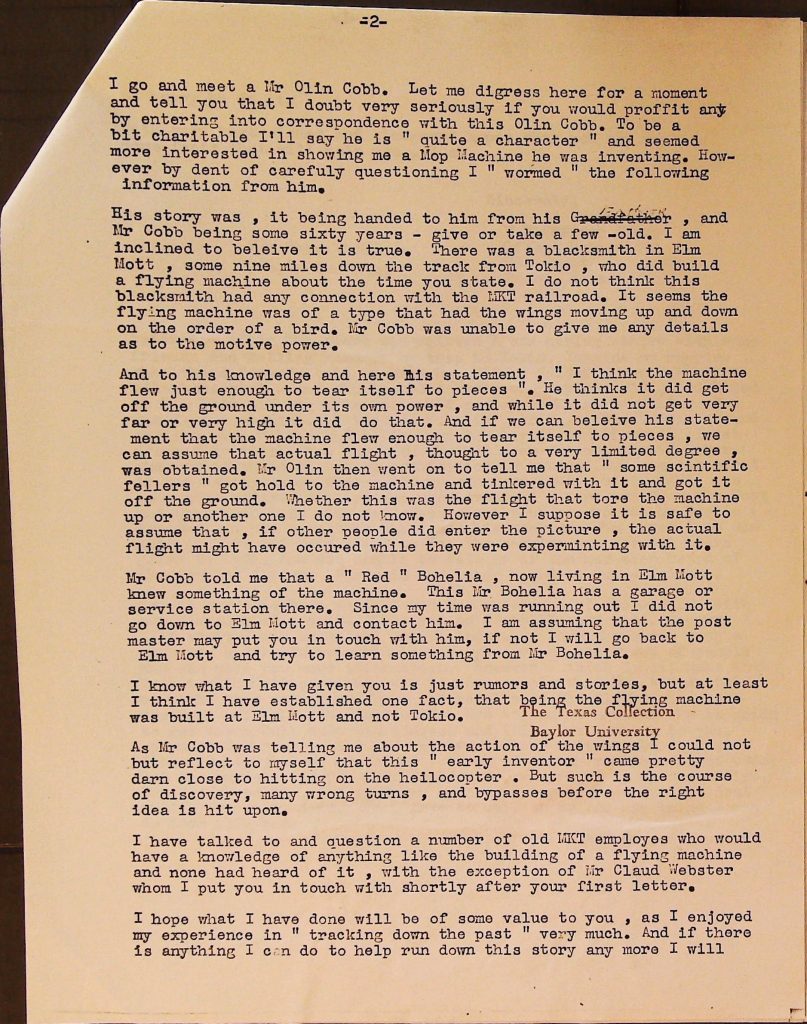 -2-
I go and meet a Mr Olin Cobb. Let me digress here for a moment
and tell you that I doubt very seriously if you would proffit any
by entering into correspondence with this Olin Cobb. To be a
bit charitable I'll say he is " quite a character " and seemed
more interested in showing me a Mop Machine he was inventing. How-
ever by dent of carefuly questioning I " wormed " the following
information from him.
His story was , it being handed to him from his Grandfather , and
Mr Cobb being some sixty years - give or take a few -old. I am
inclined to beleive it is true. There was a blacksmith in Elm
Mott , some nine miles down the track from Tokio , who did build
a flying machine about the time you state. I do not think this
blacksmith had any connection with the MKT railroad. It seems the
flying machine was of a type that had the wings moving up and down
on the order of a bird. Mr Cobb was unable to give me any details
as to the motive power.
And to his knowledge and here his statement , " I think the machine
flew just enough to tear itself to pieces ". He thinks it did get
off the ground under its own power , and while it did not get very
far or very high it did do that. And if we can beleive his state-
ment that the machine flew enough to tear itself to pieces , we
can assume that actual flight , thought to a very limited degree ,
was obtained. Mr Olin then went on to tell me that " some scintific
fellers " got hold to the machine and tinkered with it and got it
off the ground. Whether this was the flight that tore the machine
up or another one I do not know. However I suppose it is safe to
assume that , if other people did enter the picture , the actual
flight might have occured while they were experminting with it.
Mr Cobb told me that a " Red " Bohelia , now living in Elm Mott
knew something of the machine. This Mr Bohelia has a garage or
service station there. Since my time was running out I did not
go down to Elm Mott and contact him. I am assuming that the post
master may put you in touch with him, if not I will go back to
Elm Mott and try to learn something from Mr Bohelia.
I know what I have given you is just rumors and stories, but at least
I think I have established one fact, that being the flying machine
was built at Elm Mott and not Tokio.
The Texas Collection
Baylor University
As Mr Cobb was telling me about the action of the wings I could not
but reflect to myself that this " early inventor " came pretty
darn close to hitting on the heilocopter . But such is the course
of discovery, many wrong turns , and bypasses before the right
idea is hit upon.
I have talked to and question a number of old MKT employes who would
have a knowledge of anything like the building of a flying machine
and none had heard of it , with the exception of Mr Claud Webster
whom I put you in touch with shortly after your first letter.
I hope what I have done will be of some value to you , as I enjoyed
my experience in " tracking down the past " very much. And if there
is anything I can do to help run down this story any more I will